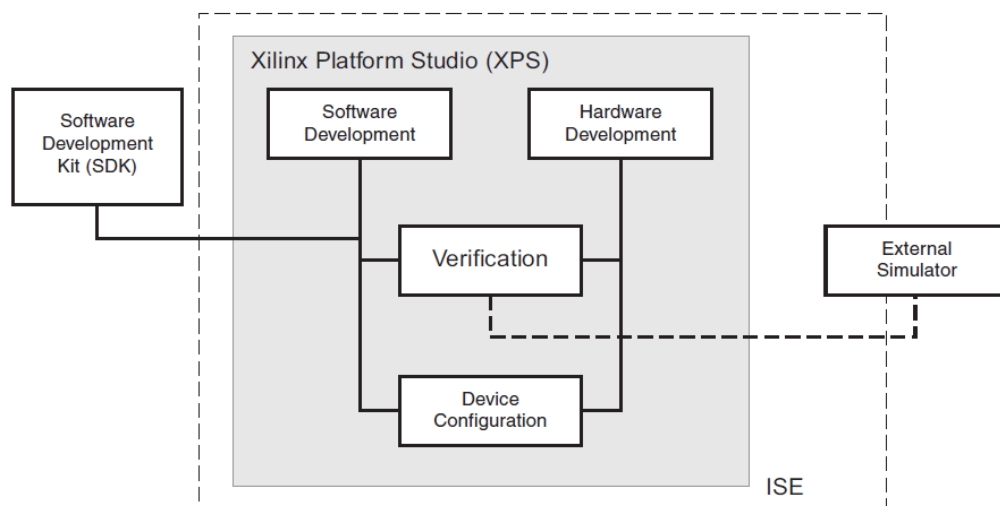 Xilinx Platform Studio (XPS)
Software
Development
Kit (SDK)
Software
Development
Hardware
Development
Verification
External
Simulator
Device
Configuration
ISE